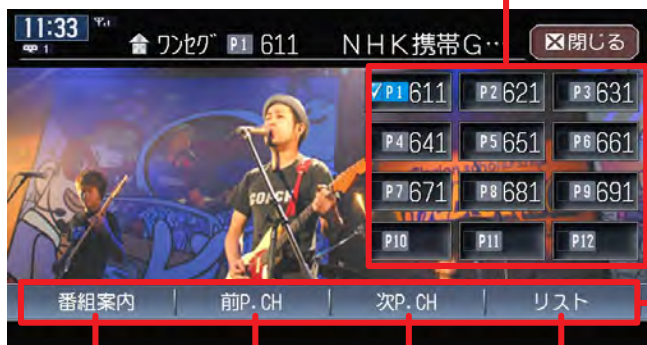 11:33
1
ワンセグ P1 611 NHK携帯G…
閉じる
P1 611 P2 621 P3 631
P4 641 P5 651 P6 661
P7 671 P8 681 P9 691
P10 P11 P12
COACH
番組案内 前P.CH 次P.CH リスト